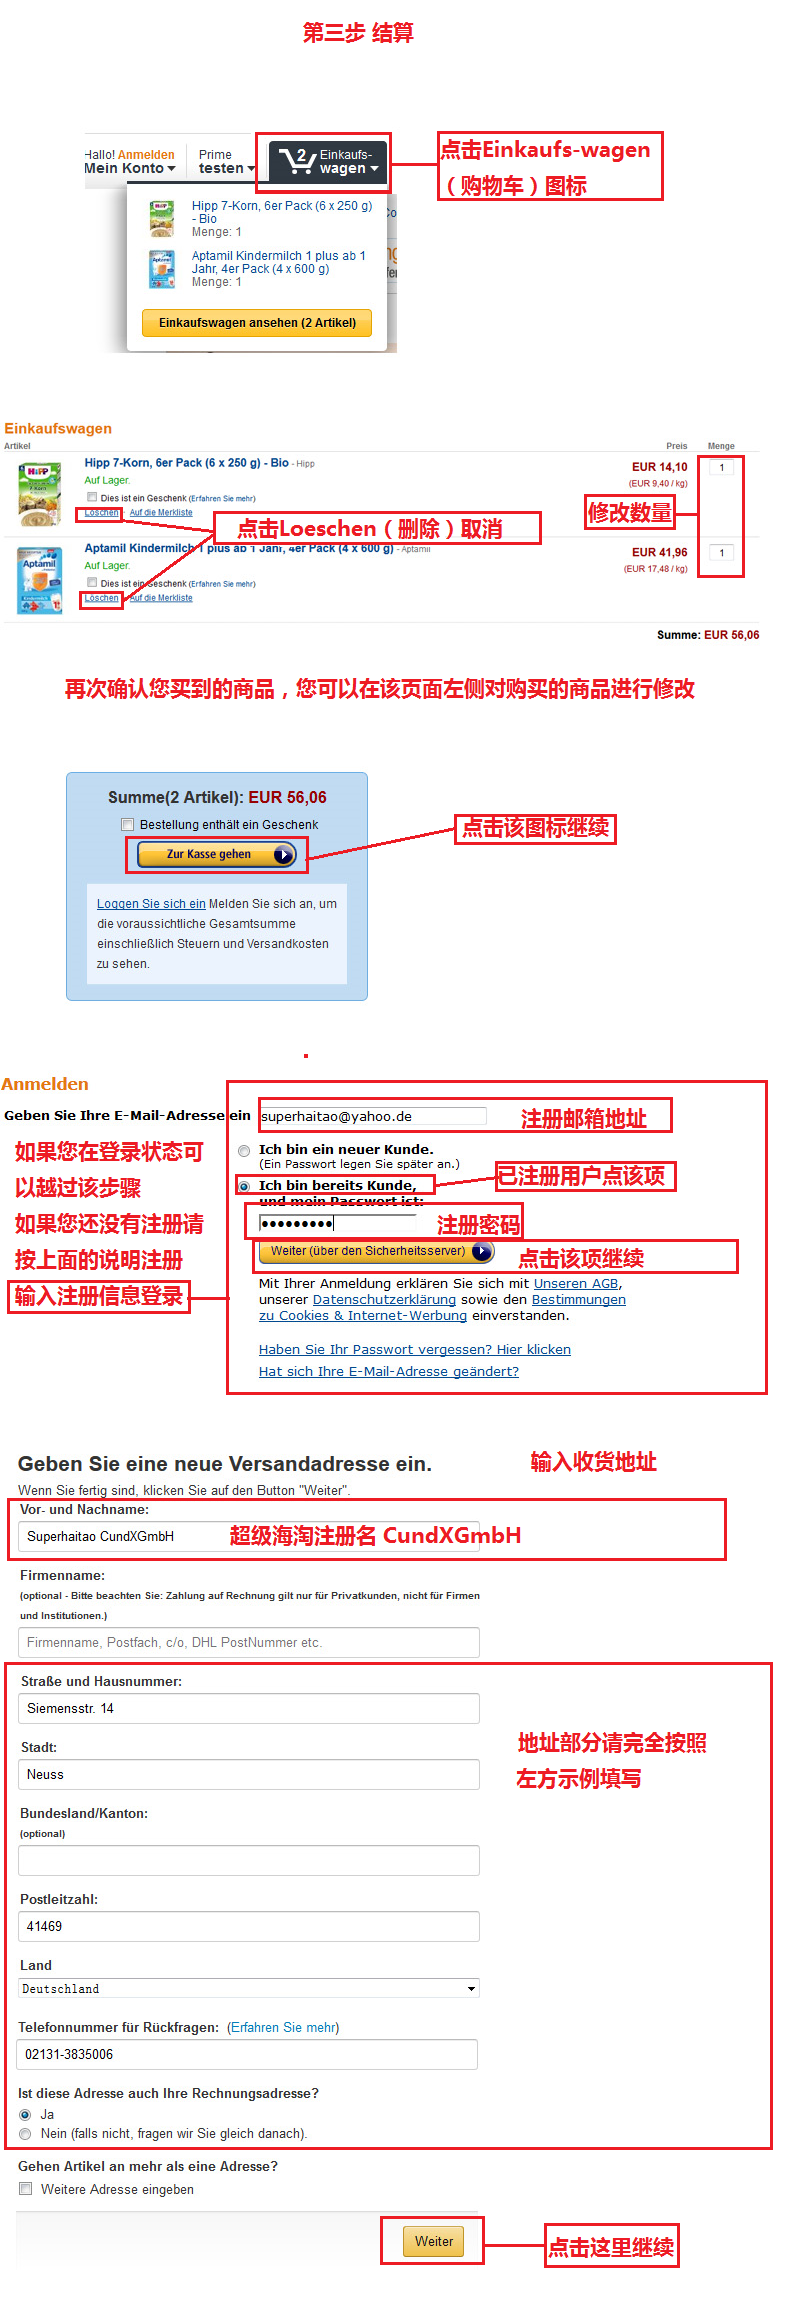 第三步 结算
Hallo! Anmelden
Mein Konto
Prime
testen
2
Einkaufs-
wagen
点击Einkaufs-wagen
（购物车）图标
Hipp 7-Korn, 6er Pack (6 x 250 g)
- Bio
Menge: 1
Aptamil Kindermilch 1 plus ab 1
Jahr, 4er Pack (4 x 600 g)
Menge: 1
Einkaufswagen ansehen (2 Artikel)
Einkaufswagen
Artikel
Preis
Menge
HiPP
Hipp 7-Korn, 6er Pack (6 x 250 g) - Bio - Hipp
Auf Lager.
Dies ist ein Geschenk (Erfahren Sie mehr)
Löschen
Auf die Merkliste
EUR 14,10
(EUR 9,40 / kg)
1
修改数量
点击Loeschen（删除）取消
Aptamil
Aptamil Kindermilch 1 plus ab 1 Jahr, 4er Pack (4 x 600 g) - Aptamil
Auf Lager.
Dies ist ein Geschenk (Erfahren Sie mehr)
Löschen
Auf die Merkliste
EUR 41,96
(EUR 17,48 / kg)
1
Summe: EUR 56,06
再次确认您买到的商品，您可以在该页面左侧对购买的商品进行修改
Summe(2 Artikel): EUR 56,06
Bestellung enthält ein Geschenk
Zur Kasse gehen
点击该图标继续
Loggen Sie sich ein Melden Sie sich an, um
die voraussichtliche Gesamtsumme
einschließlich Steuern und Versandkosten
zu sehen.
Anmelden
Geben Sie Ihre E-Mail-Adresse ein
superhaitao@yahoo.de
注册邮箱地址
如果您在登录状态可
以越过该步骤
如果您还没有注册请
按上面的说明注册
输入注册信息登录
Ich bin ein neuer Kunde.
(Ein Passwort legen Sie später an.)
Ich bin bereits Kunde,
und mein Passwort ist:
已注册用户点该项
注册密码
Weiter (über den Sicherheitsserver)
点击该项继续
Mit Ihrer Anmeldung erklären Sie sich mit Unseren AGB,
unserer Datenschutzerklärung sowie den Bestimmungen
zu Cookies & Internet-Werbung einverstanden.
Haben Sie Ihr Passwort vergessen? Hier klicken
Hat sich Ihre E-Mail-Adresse geändert?
Geben Sie eine neue Versandadresse ein.
输入收货地址
Wenn Sie fertig sind, klicken Sie auf den Button "Weiter".
Vor- und Nachname:
Superhaitao CundXGmbH
超级海淘注册名 CundXGmbH
Firmenname:
(optional - Bitte beachten Sie: Zahlung auf Rechnung gilt nur für Privatkunden, nicht für Firmen
und Institutionen.)
Firmenname, Postfach, c/o, DHL PostNummer etc.
Straße und Hausnummer:
Siemensstr. 14
地址部分请完全按照
左方示例填写
Stadt:
Neuss
Bundesland/Kanton:
(optional)
Postleitzahl:
41469
Land
Deutschland
Telefonnummer für Rückfragen: (Erfahren Sie mehr)
02131-3835006
Ist diese Adresse auch Ihre Rechnungsadresse?
Ja
Nein (falls nicht, fragen wir Sie gleich danach).
Gehen Artikel an mehr als eine Adresse?
Weitere Adresse eingeben
Weiter
点击这里继续